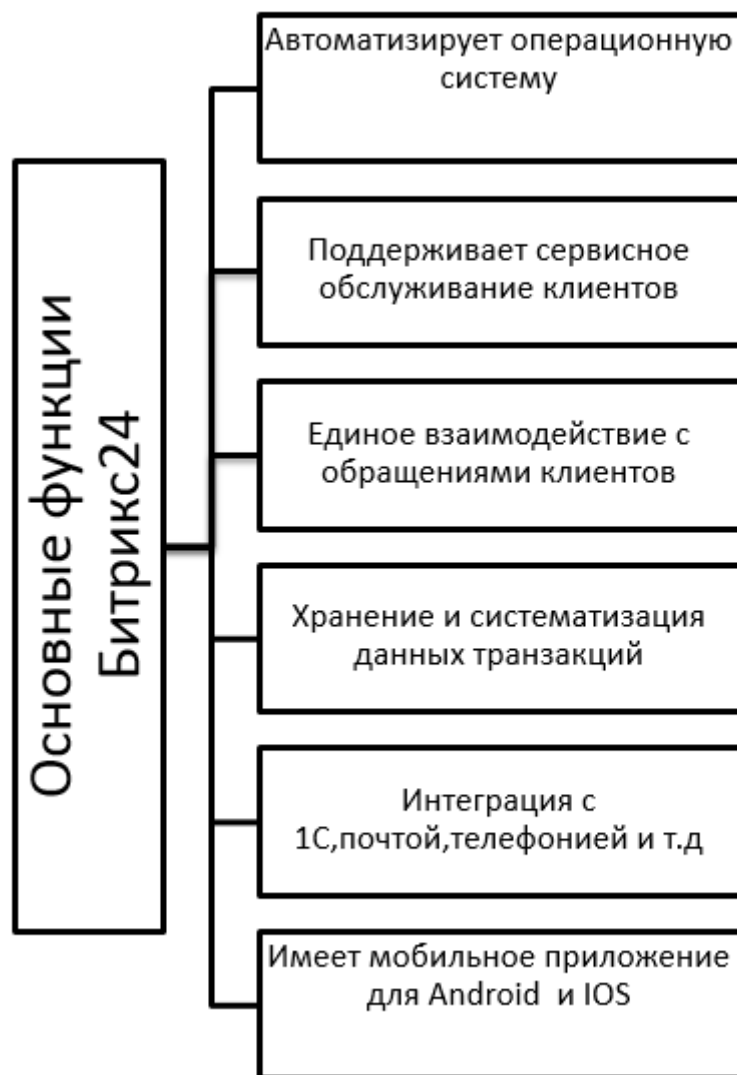 Основные функции
Битрикс24
Автоматизирует операционную
систему
Поддерживает сервисное
обслуживание клиентов
Единое взаимодействие с
обращениями клиентов
Хранение и систематизация
данных транзакций
Интеграция с
1С,почтой,телефонией и т.д
Имеет мобильное приложение
для Android  и IOS